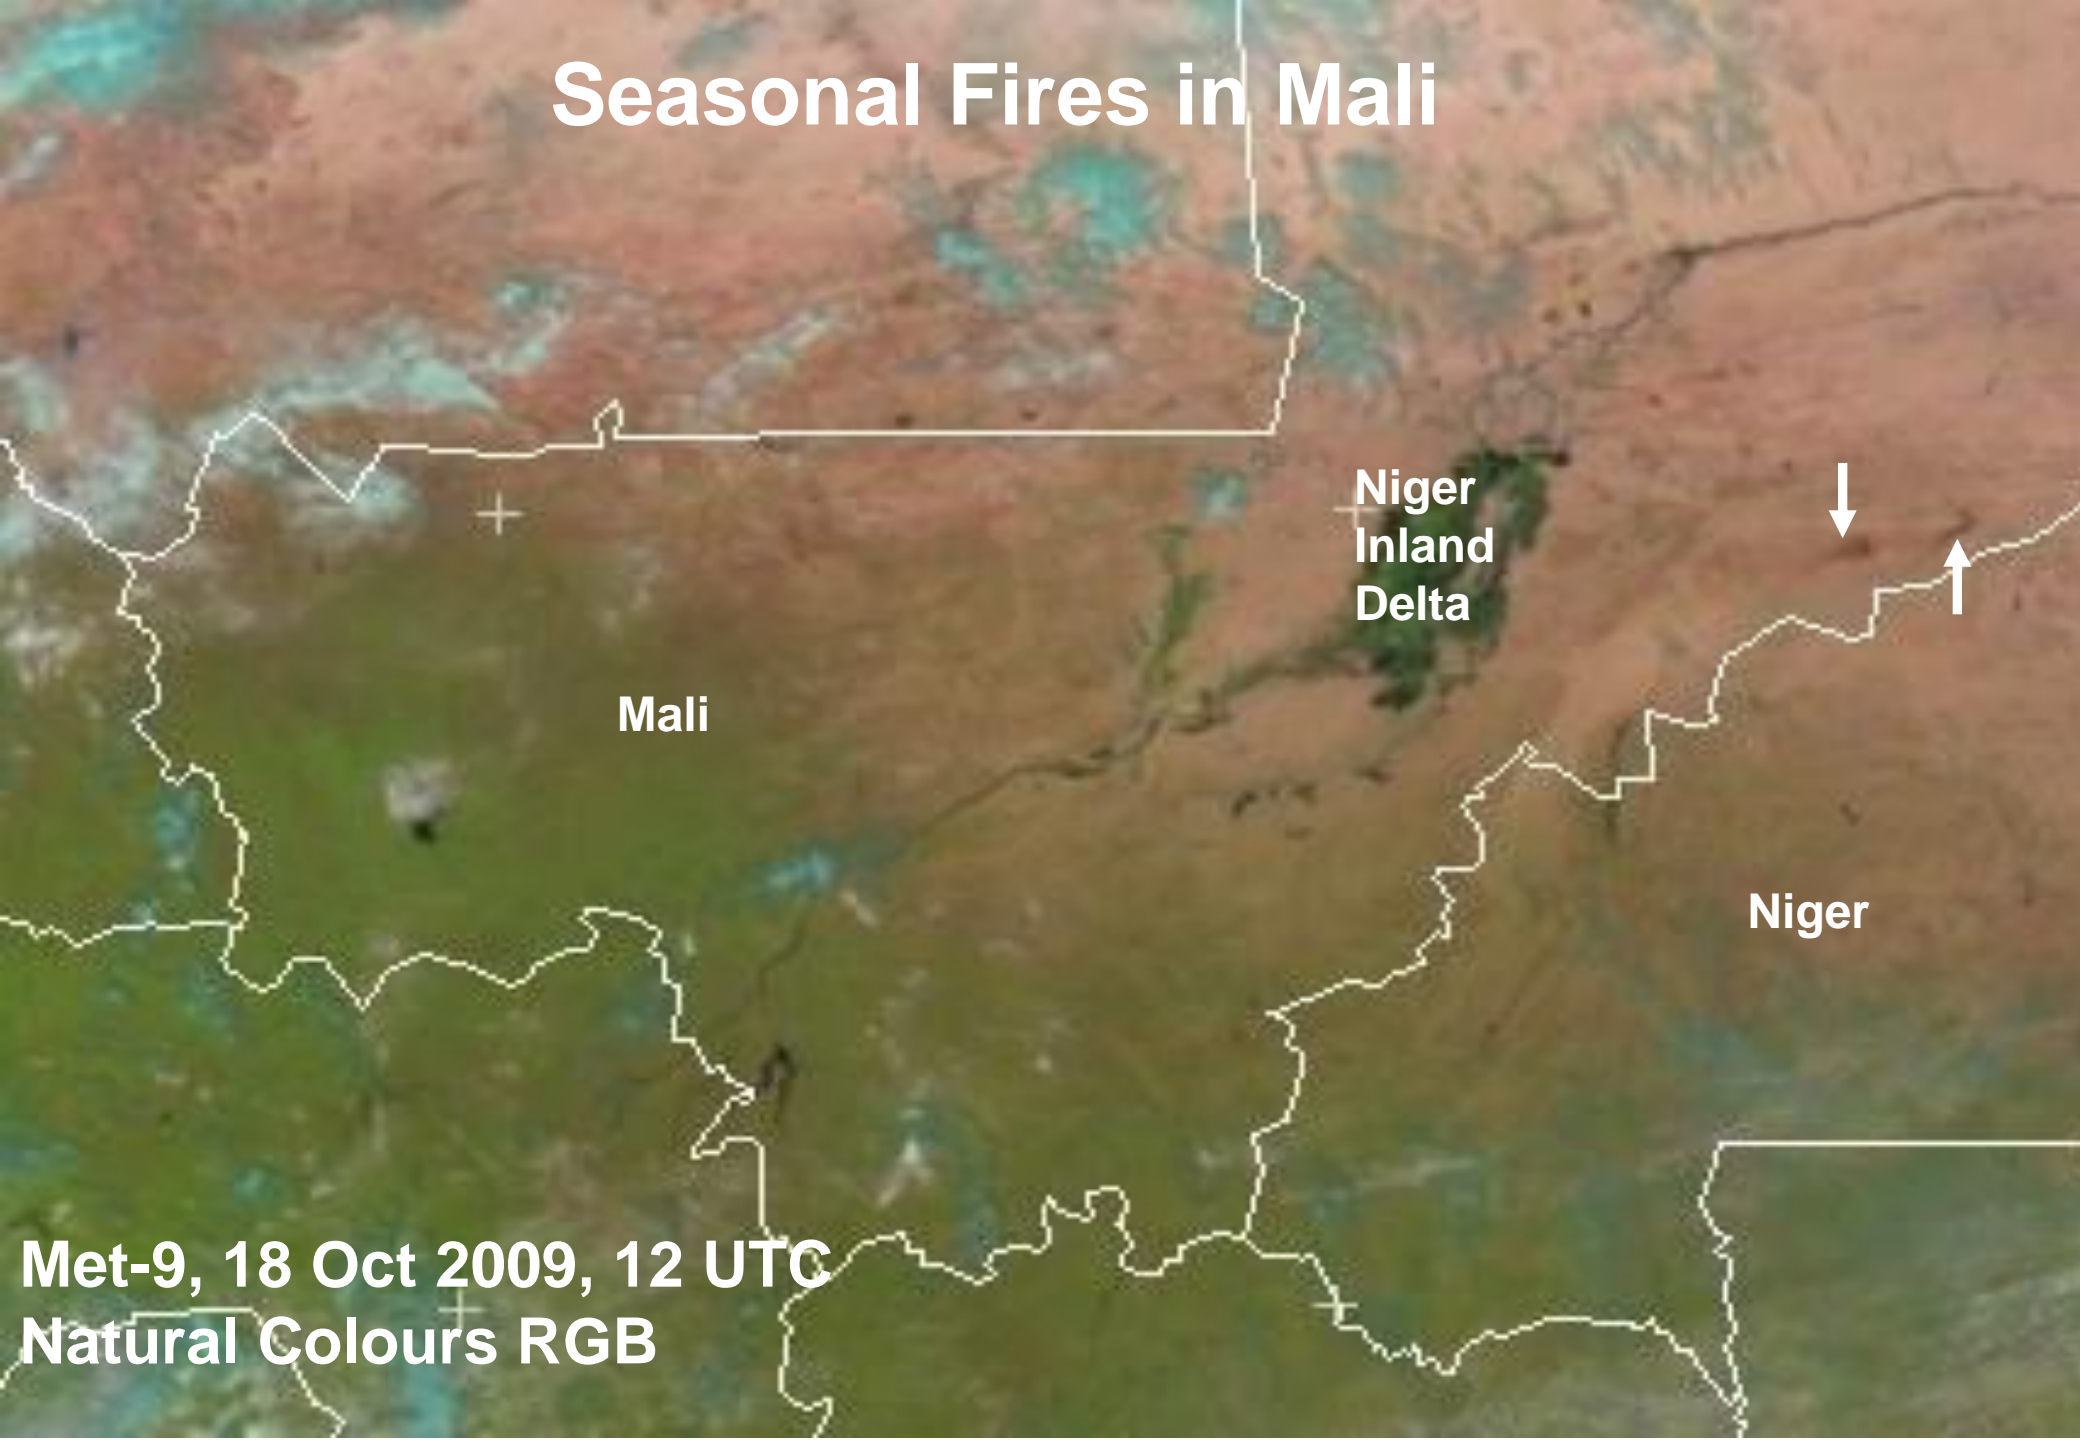 Seasonal Fires in Mali
Niger
Inland
Delta
Mali
Niger
Met-9, 18 Oct 2009, 12 UTC
Natural Colours RGB